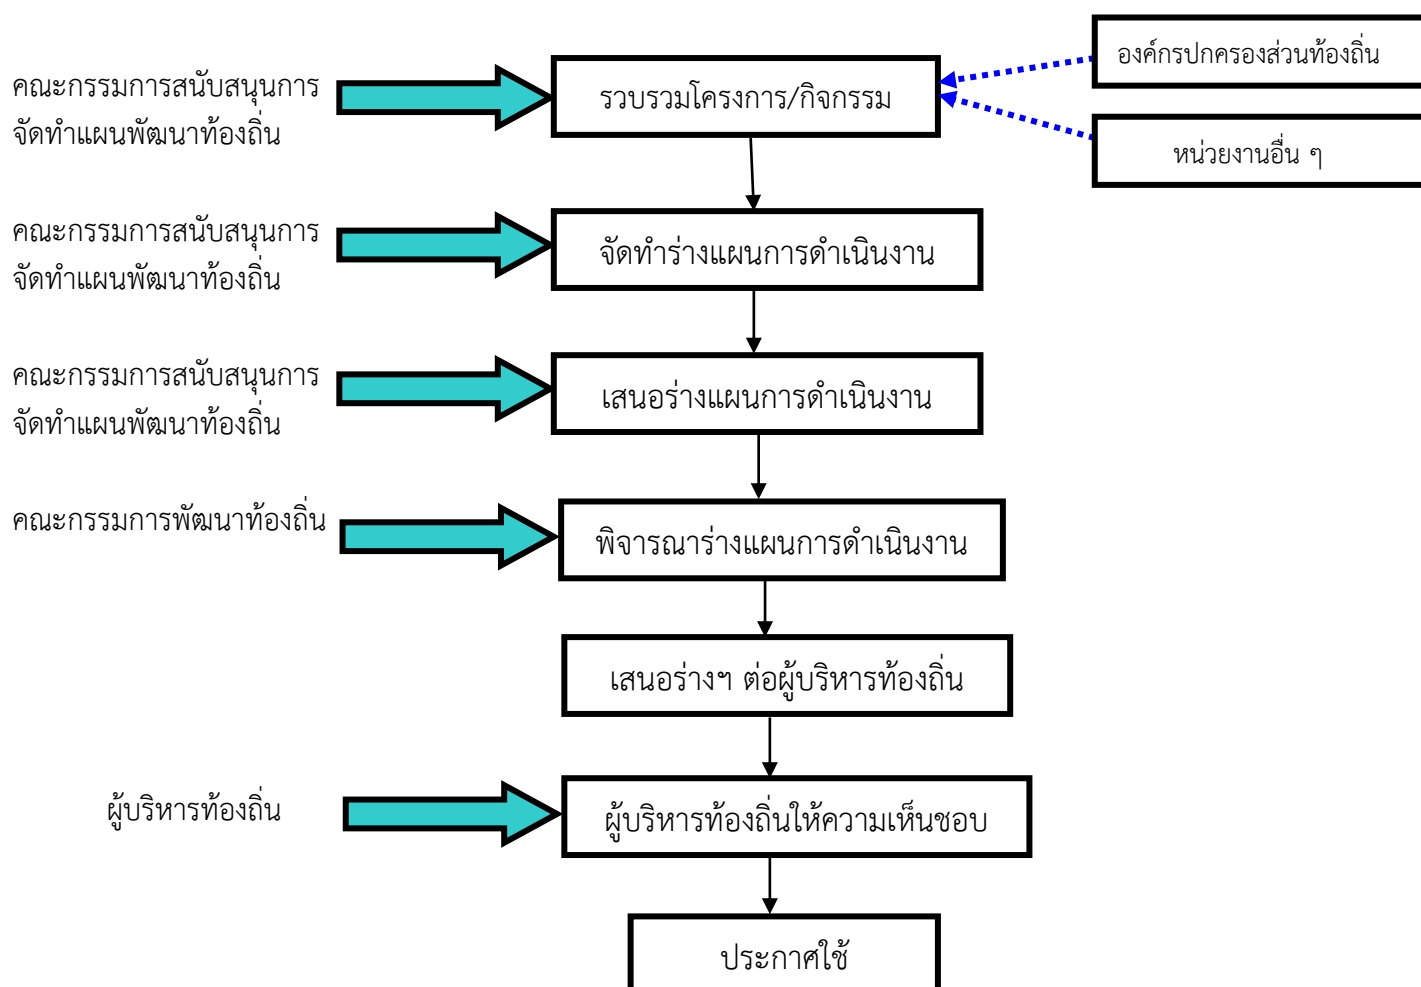 องค์กรปกครองส่วนท้องถิ่น
คณะกรรมการสนับสนุนการ
จัดทำแผนพัฒนาท้องถิ่น
รวบรวมโครงการ/กิจกรรม
หน่วยงานอื่น ๆ
คณะกรรมการสนับสนุนการ
จัดทำแผนพัฒนาท้องถิ่น
จัดทำร่างแผนการดำเนินงาน
คณะกรรมการสนับสนุนการ
จัดทำแผนพัฒนาท้องถิ่น
เสนอร่างแผนการดำเนินงาน
คณะกรรมการพัฒนาท้องถิ่น
พิจารณาร่างแผนการดำเนินงาน
เสนอร่างฯ ต่อผู้บริหารท้องถิ่น
ผู้บริหารท้องถิ่น
ผู้บริหารท้องถิ่นให้ความเห็นชอบ
ประกาศใช้